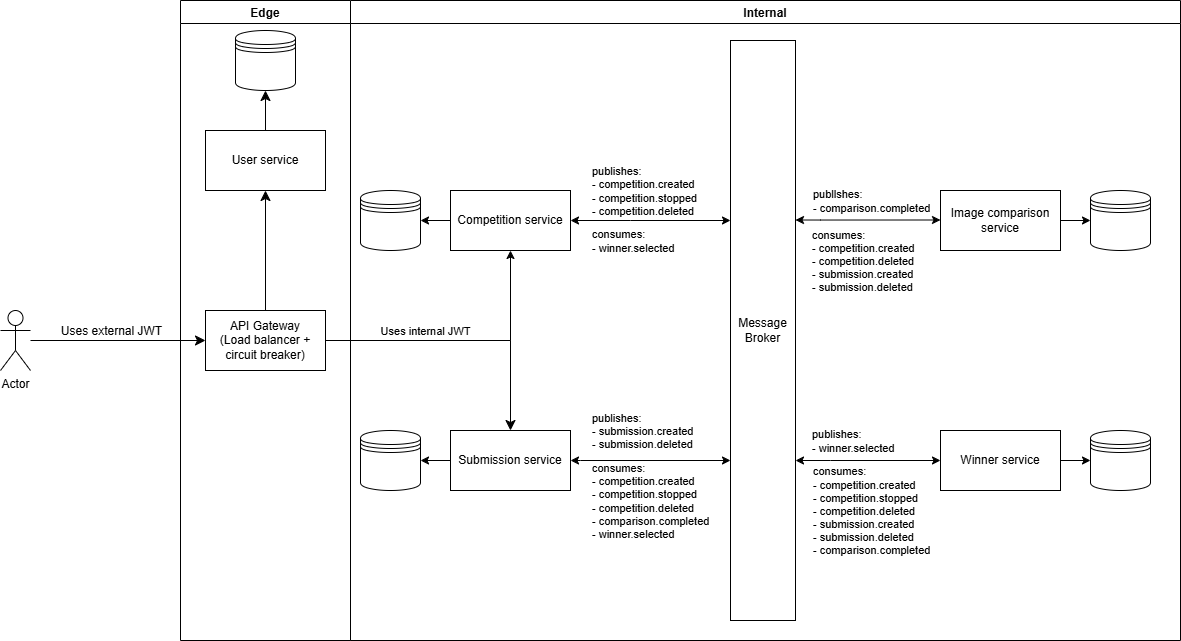 Edge
Internal
User service
publishes:
- competition.created
- competition.stopped
- competition.deleted
consumes:
- winner.selected
Competition service
publlshes:
- comparison.completed
consumes:
- competition.created
- competition.deleted
- submission.created
- submission.deleted
Image comparison
service
Actor
Uses external JWT
API Gateway
(Load balancer +
circuit breaker)
Uses internal JWT
Message
Broker
Submission service
publishes:
- submission.created
- submission.deleted
consumes:
- competition.created
- competition.stopped
- competition.deleted
- comparison.completed
- winner.selected
publishes:
- winner.selected
consumes:
- competition.created
- competition.stopped
- competition.deleted
- submission.created
- submission.deleted
- comparison.completed
Winner service